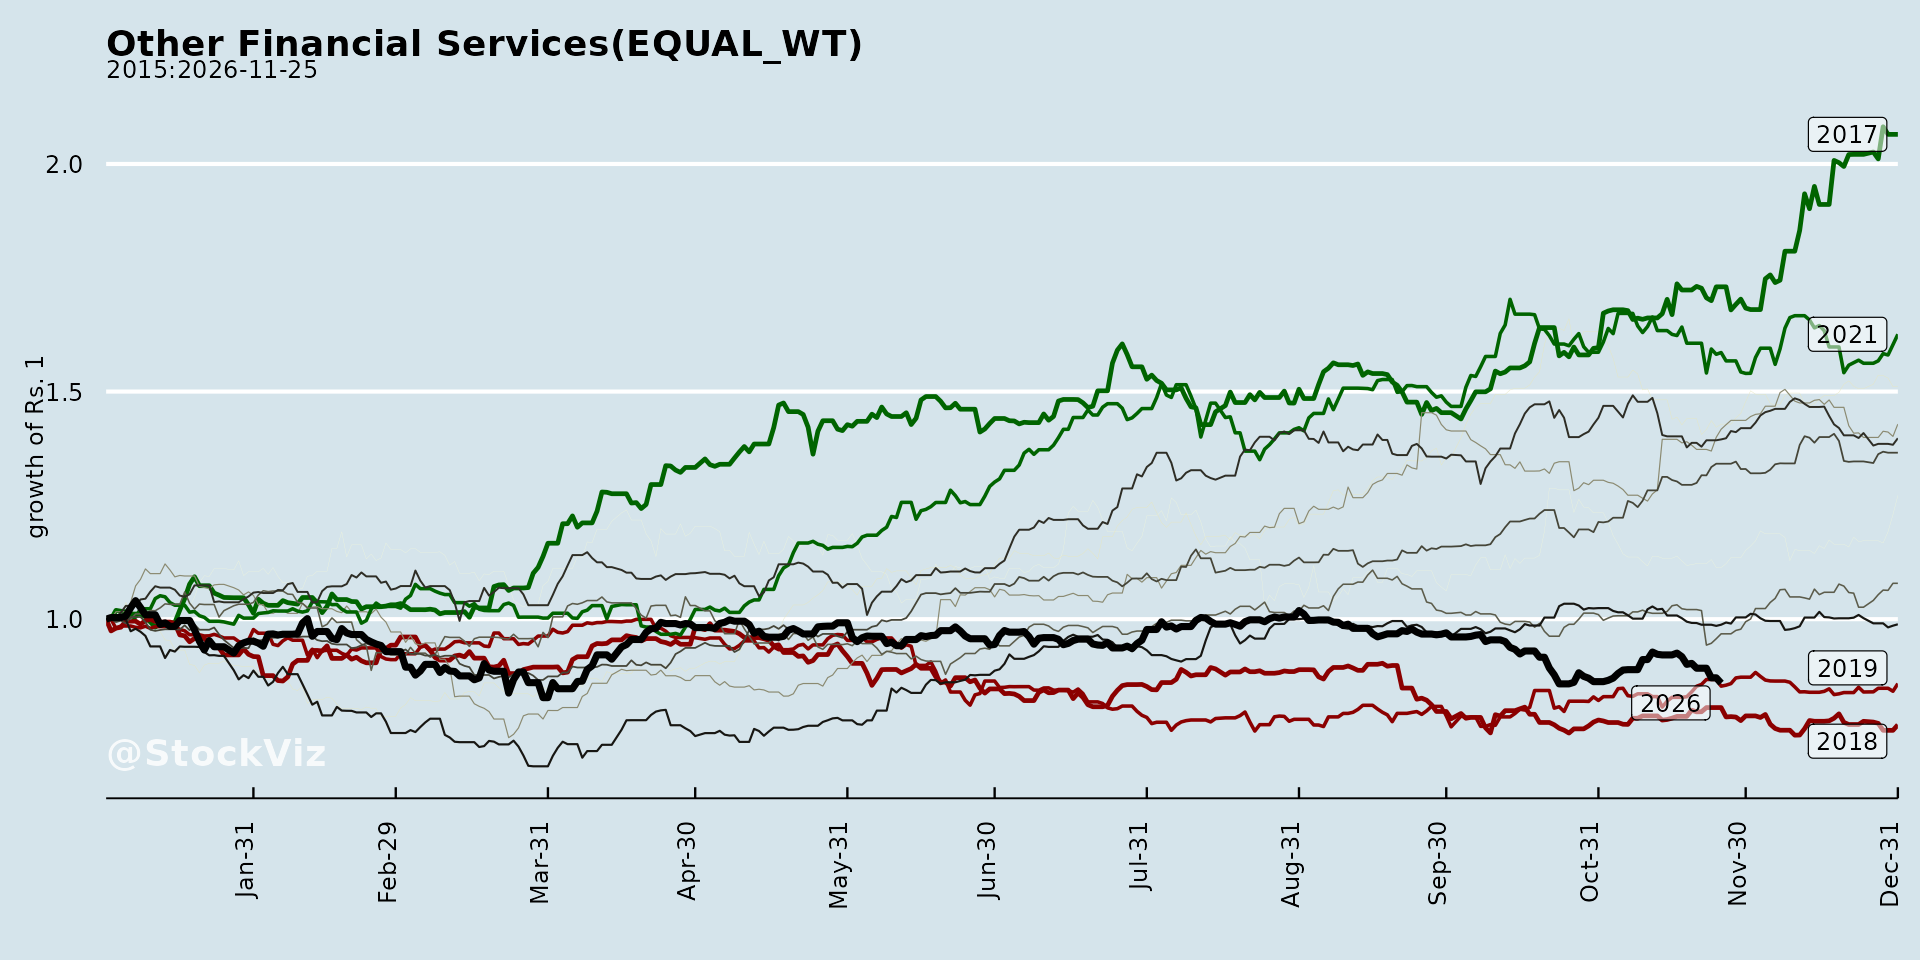 Other Financial Services(EQUAL_WT)
2015:2026-11-25
growth of Rs. 1
2.0
1.5
1.0
2017
2021
2019
2026
2018
@StockViz
Jan-31
Feb-29
Mar-31
Apr-30
May-31
Jun-30
Jul-31
Aug-31
Sep-30
Oct-31
Nov-30
Dec-31